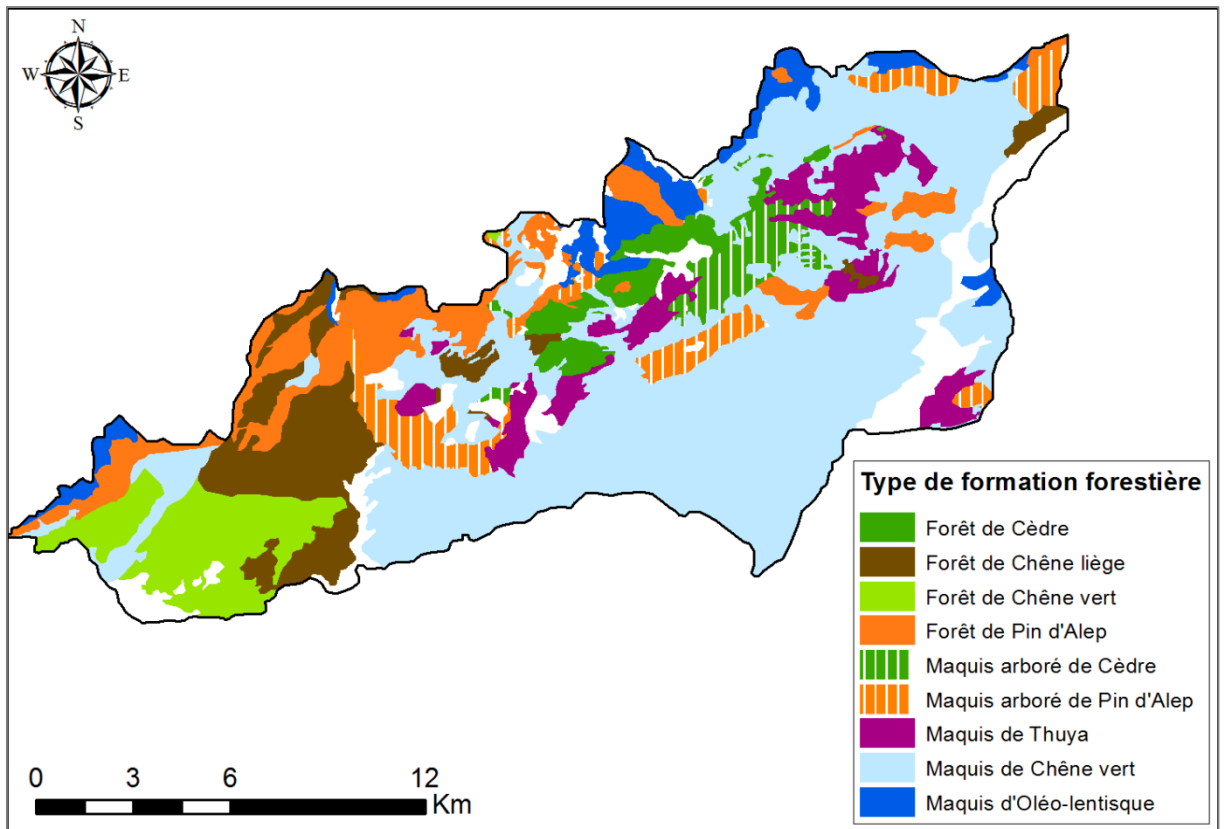 N
W E
S
Type de formation forestière
Forêt de Cèdre
Forêt de Chêne liège
Forêt de Chêne vert
Forêt de Pin d'Alep
Maquis arboré de Cèdre
Maquis arboré de Pin d'Alep
Maquis de Thuya
Maquis de Chêne vert
Maquis d'Oléo-lentisque
0 3 6 12
Km